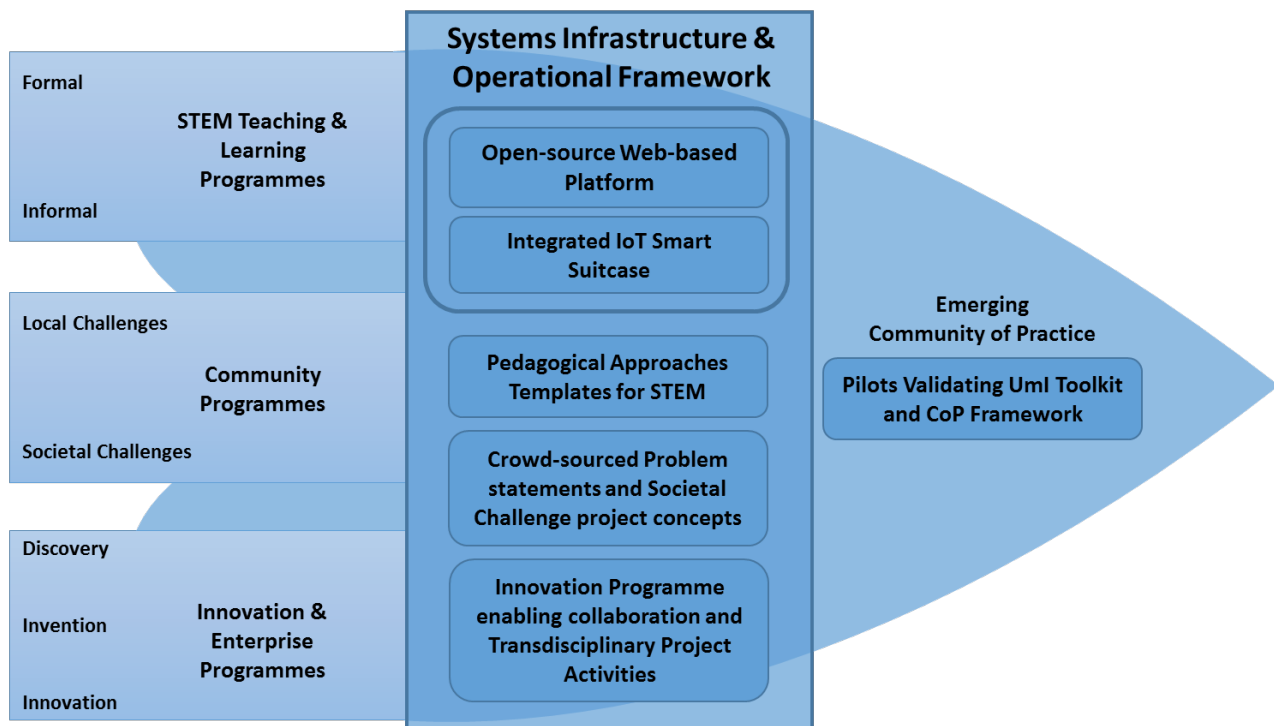 Systems Infrastructure &
Operational Framework
Formal
STEM Teaching &
Learning
Programmes
Informal
Open-source Web-based
Platform
Integrated IoT Smart
Suitcase
Local Challenges
Community
Programmes
Societal Challenges
Pedagogical Approaches
Templates for STEM
Crowd-sourced Problem
statements and Societal
Challenge project concepts
Emerging
Community of Practice
Pilots Validating UmI Toolkit
and CoP Framework
Discovery
Invention
Innovation &
Enterprise
Programmes
Innovation
Innovation Programme
enabling collaboration and
Transdisciplinary Project
Activities